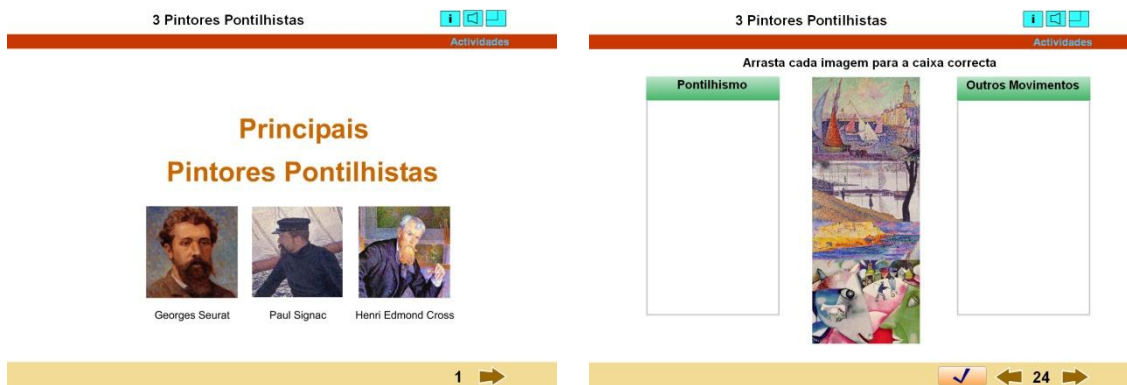 3 Pintores Pontilhistas
i
Actividades
Principais
Pintores Pontilhistas
Georges Seurat
Paul Signac
Henri Edmond Cross
1
3 Pintores Pontilhistas
i
Actividades
Arrasta cada imagem para a caixa correcta
Pontilhismo
Outros Movimentos
24